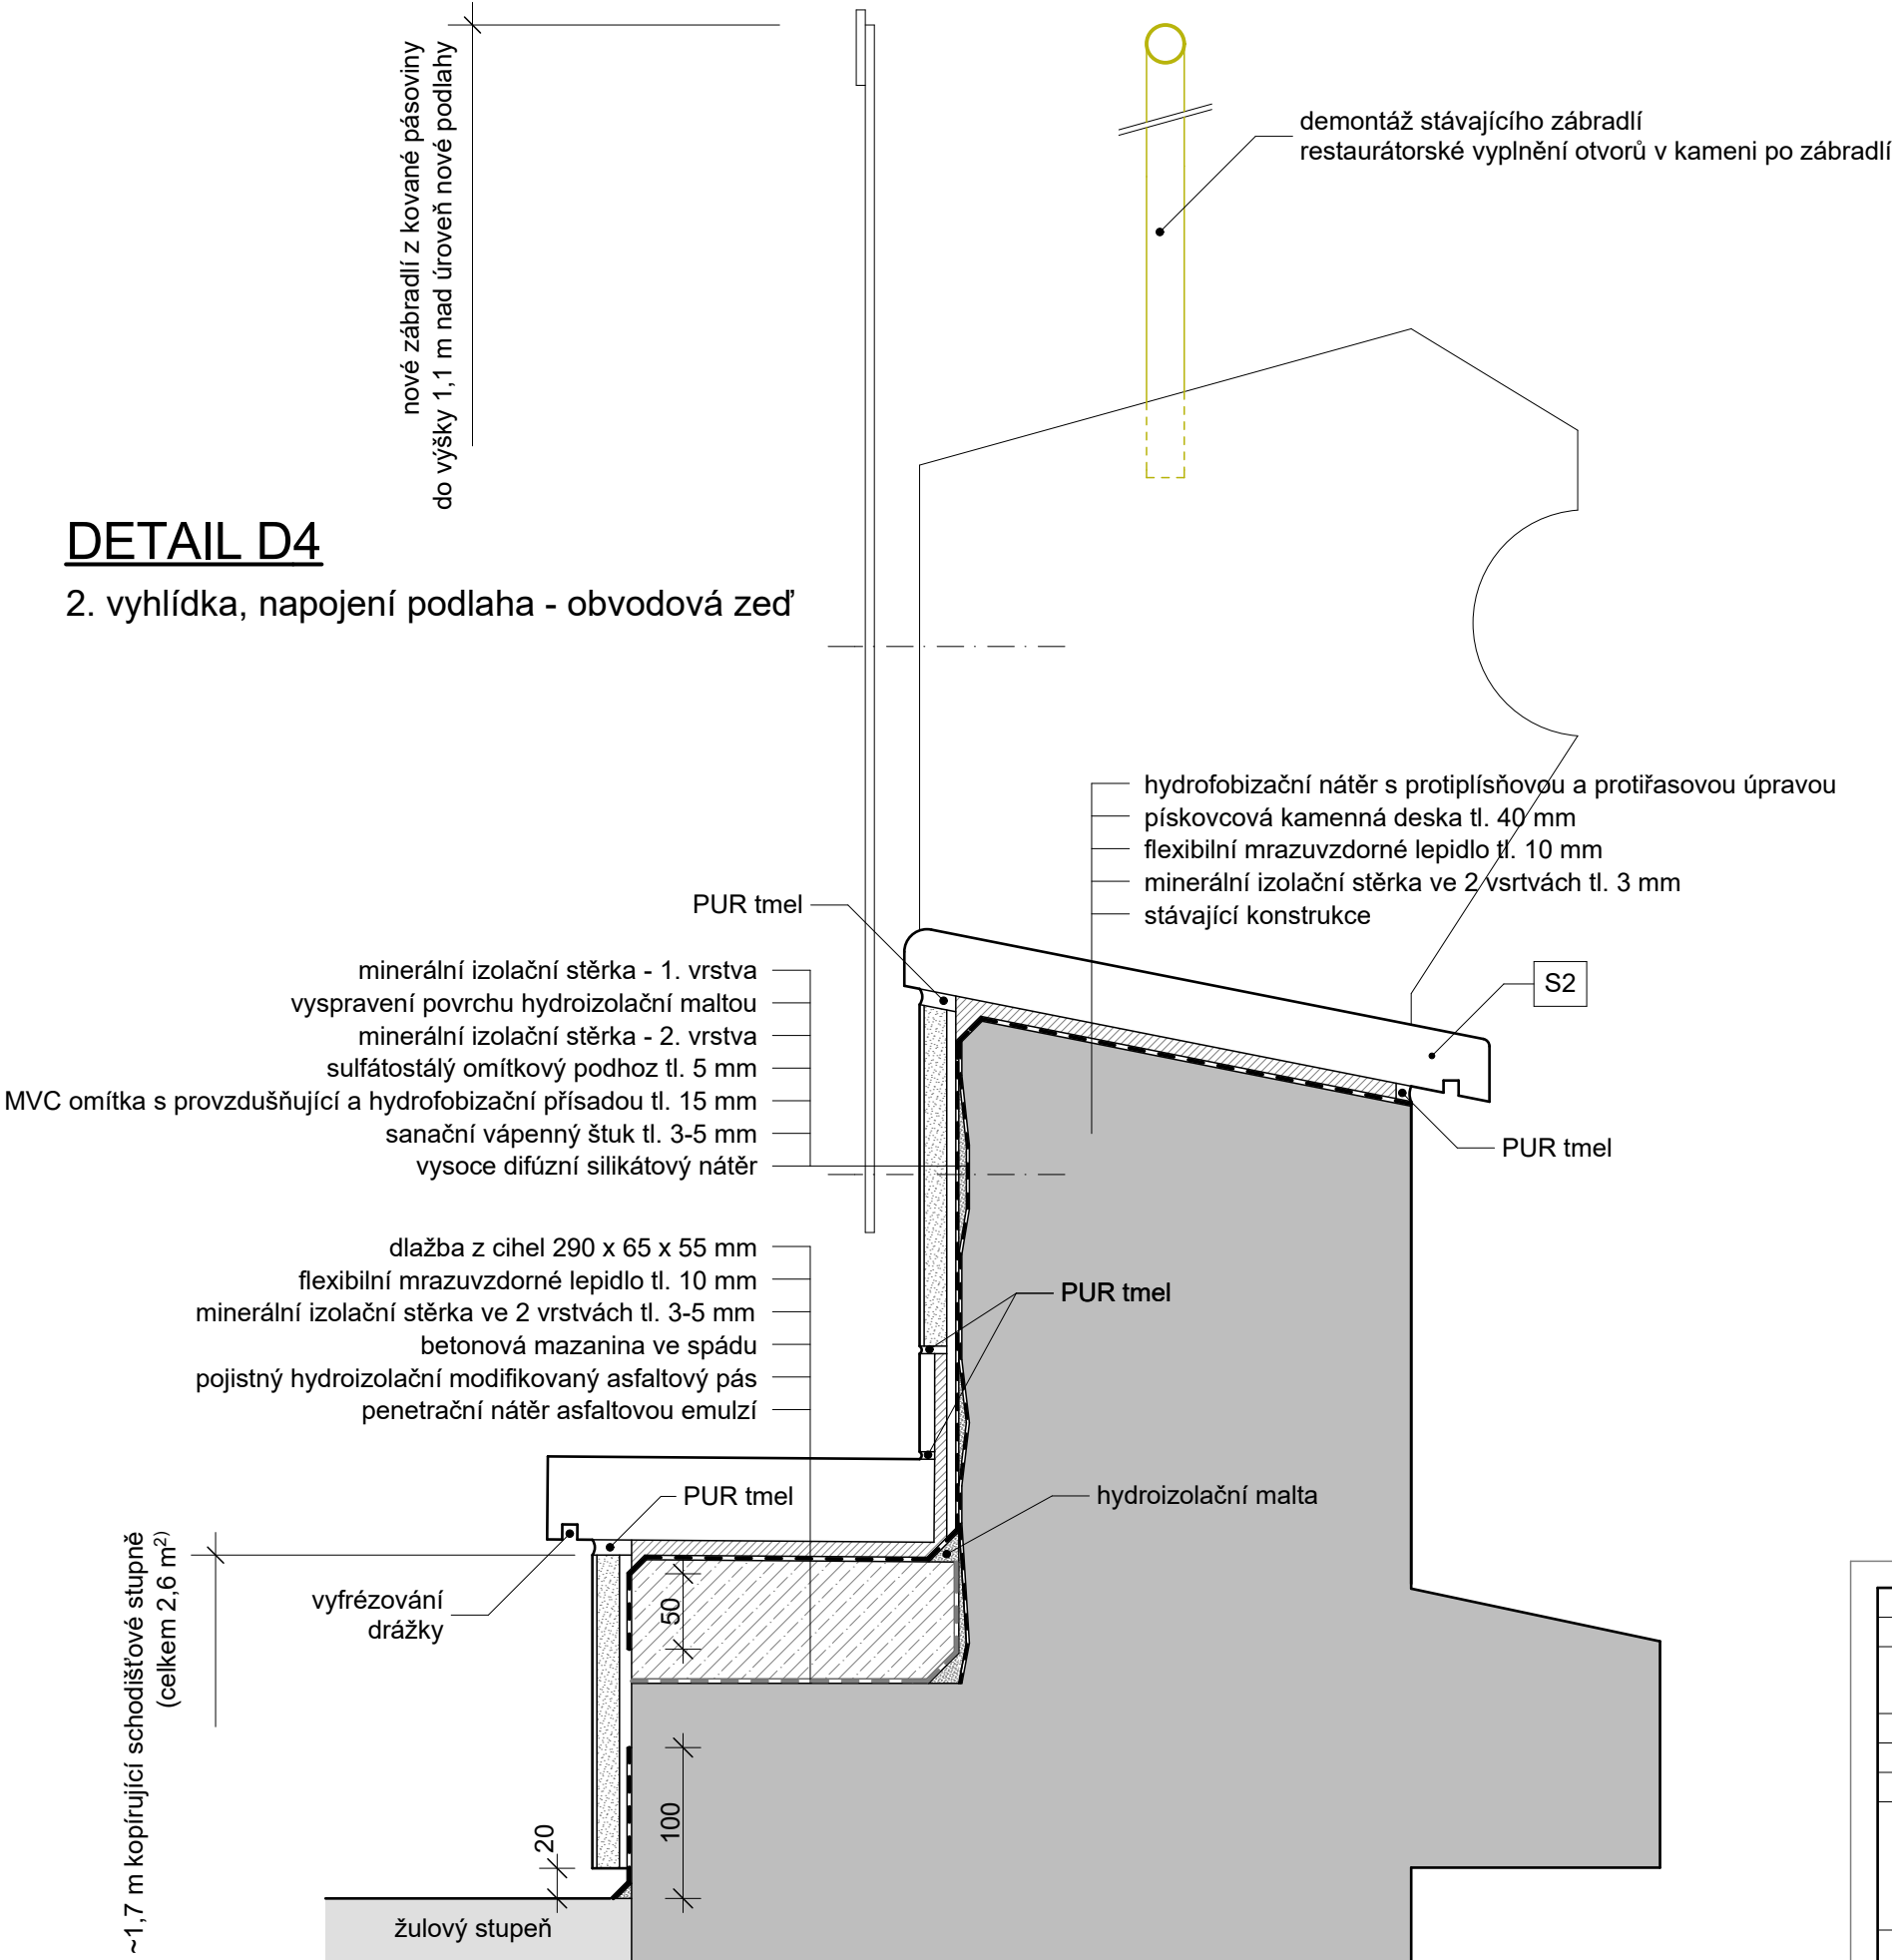 nové zábradlí z kované pásoviny
do výšky 1,1 m nad úroveň nové podlahy
demontáž stávajícího zábradlí
restaurátorské vyplnění otvorů v kameni po zábradlí
DETAIL D4
2. vyhlídka, napojení podlaha - obvodová zeď
hydrofobizační nátěr s protiplísňovou a protiřasovou úpravou
pískovcová kamenná deska tl. 40 mm
flexibilní mrazuvzdorné lepidlo tl. 10 mm
minerální izolační stěrka ve 2 vsrtvách tl. 3 mm
stávající konstrukce
PUR tmel
S2
minerální izolační stěrka - 1. vrstva
vyspravení povrchu hydroizolační maltou
minerální izolační stěrka - 2. vrstva
sulfátostálý omítkový podhoz tl. 5 mm
MVC omítka s provzdušňující a hydrofobizační přísadou tl. 15 mm
sanační vápenný štuk tl. 3-5 mm
vysoce difúzní silikátový nátěr
PUR tmel
dlažba z cihel 290 x 65 x 55 mm
flexibilní mrazuvzdorné lepidlo tl. 10 mm
minerální izolační stěrka ve 2 vrstvách tl. 3-5 mm
betonová mazanina ve spádu
pojistný hydroizolační modifikovaný asfaltový pás
penetrační nátěr asfaltovou emulzí
PUR tmel
PUR tmel
hydroizolační malta
vyfrézování
drážky
50
~1,7 m kopírující schodišťové stupně
(celkem 2,6 m²)
100
20
žulový stupeň